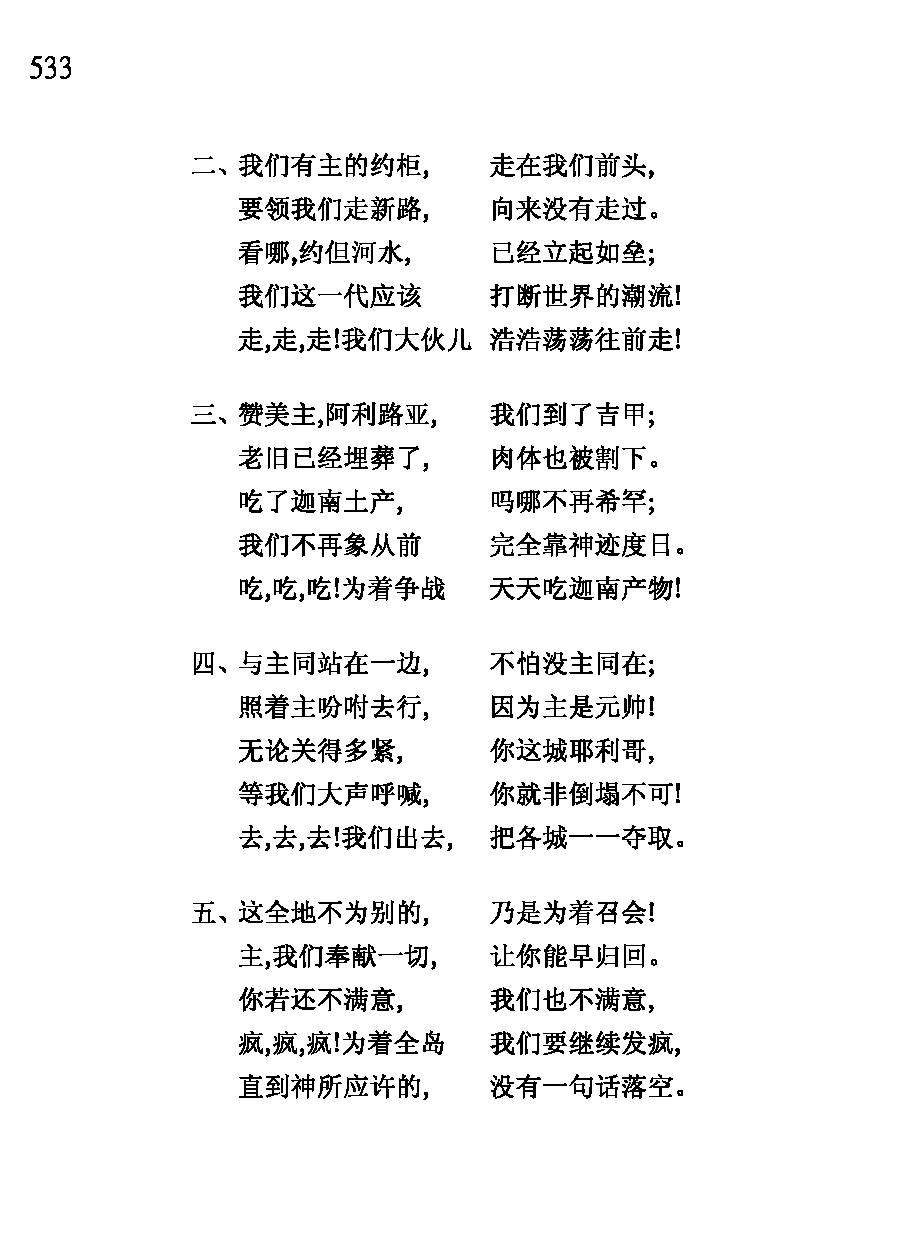 533
二、我们有主的约柜, 走在我们前头,
要领我们走新路, 向来没有走过。
看哪,约但河水, 已经立起如垒;
我们这一代应该 打断世界的潮流!
走,走,走!我们大伙儿 浩浩荡荡往前走!
三、赞美主,阿利路亚, 我们到了吉甲;
老旧已经埋葬了, 肉体也被割下。
吃了迦南土产, 吗哪不再希罕;
我们不再象从前 完全靠神迹度日。
吃,吃,吃!为着争战 天天吃迦南产物!
四、与主同站在一边, 不怕没主同在;
照着主吩咐去行, 因为主是元帅!
无论关得多紧, 你这城耶利哥,
等我们大声呼喊, 你就非倒塌不可!
去,去,去!我们出去, 把各城一一夺取。
五、这全地不为别的, 乃是为着召会!
主,我们奉献一切, 让你能早归回。
你若还不满意, 我们也不满意,
疯,疯,疯!为着全岛 我们要继续发疯,
直到神所应许的, 没有一句话落空。